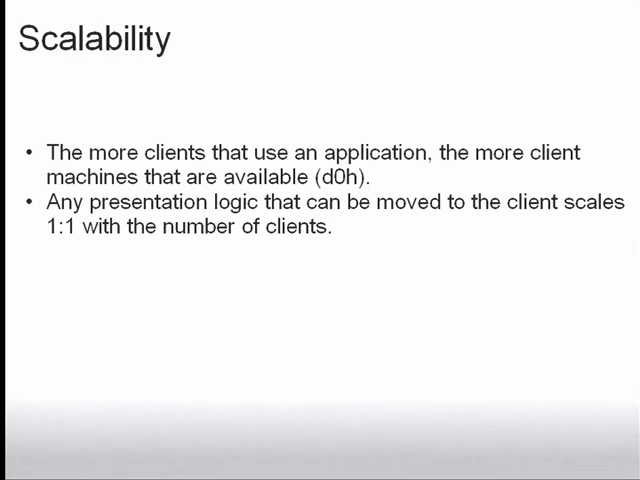 Scalability
• The more clients that use an application, the more client
machines that are available (d0h).
• Any presentation logic that can be moved to the client scales
1:1 with the number of clients.